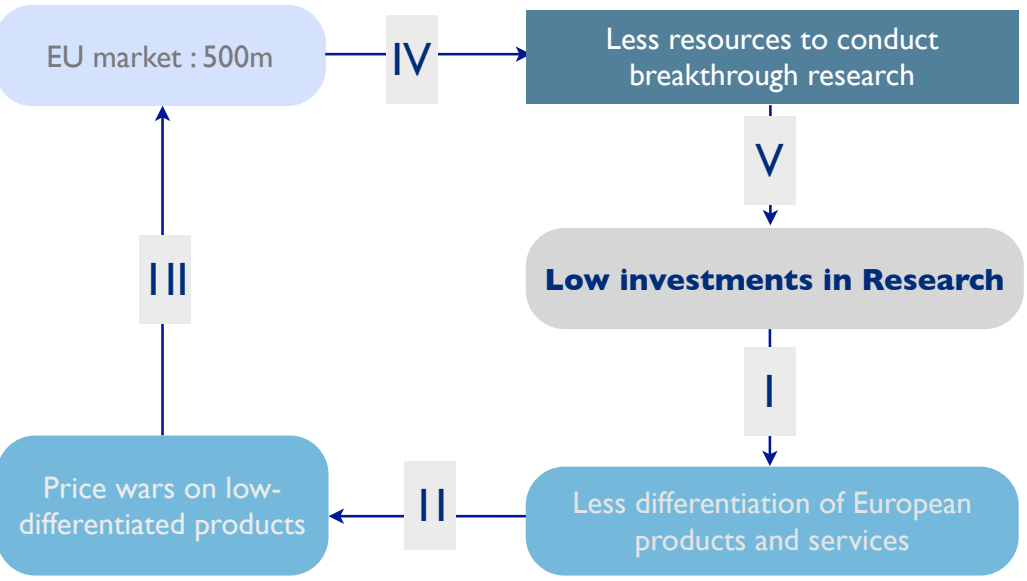 EU market : 500m
IV
Less resources to conduct
breakthrough research
V
Low investments in Research
III
I
Price wars on low-
differentiated products
II
Less differentiation of European
products and services